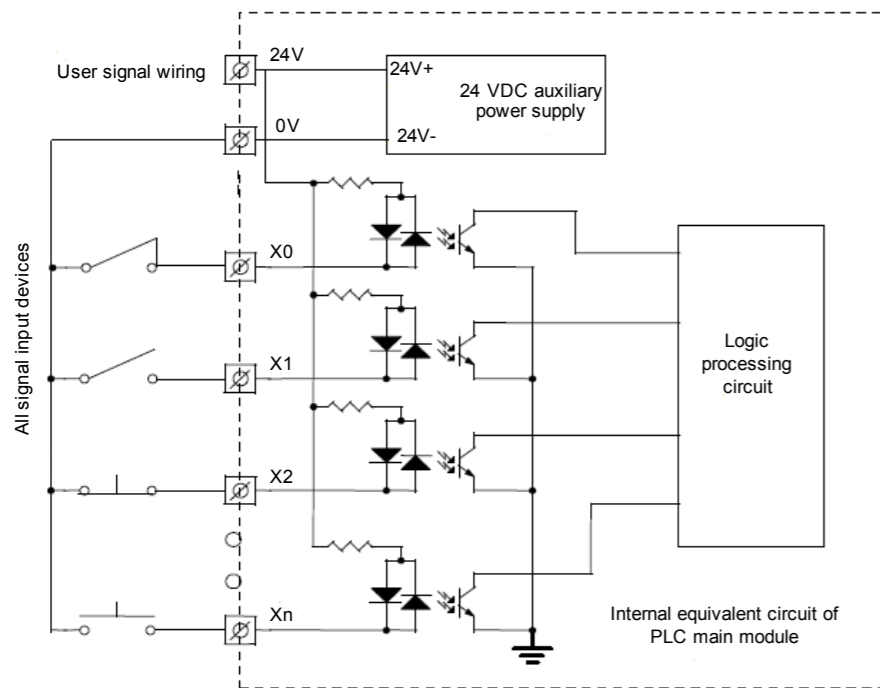 24V
User signal wiring
24V+
24 VDC auxiliary
power supply
0V
24V-
All signal input devices
X0
X1
Logic
processing
circuit
X2
Xn
Internal equivalent circuit of
PLC main module